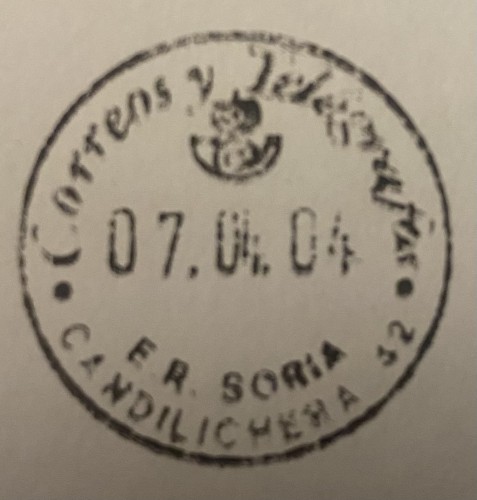 Correos y Telégrafos
07.04.04
E.R. SORIA
CANDILICHERA 32